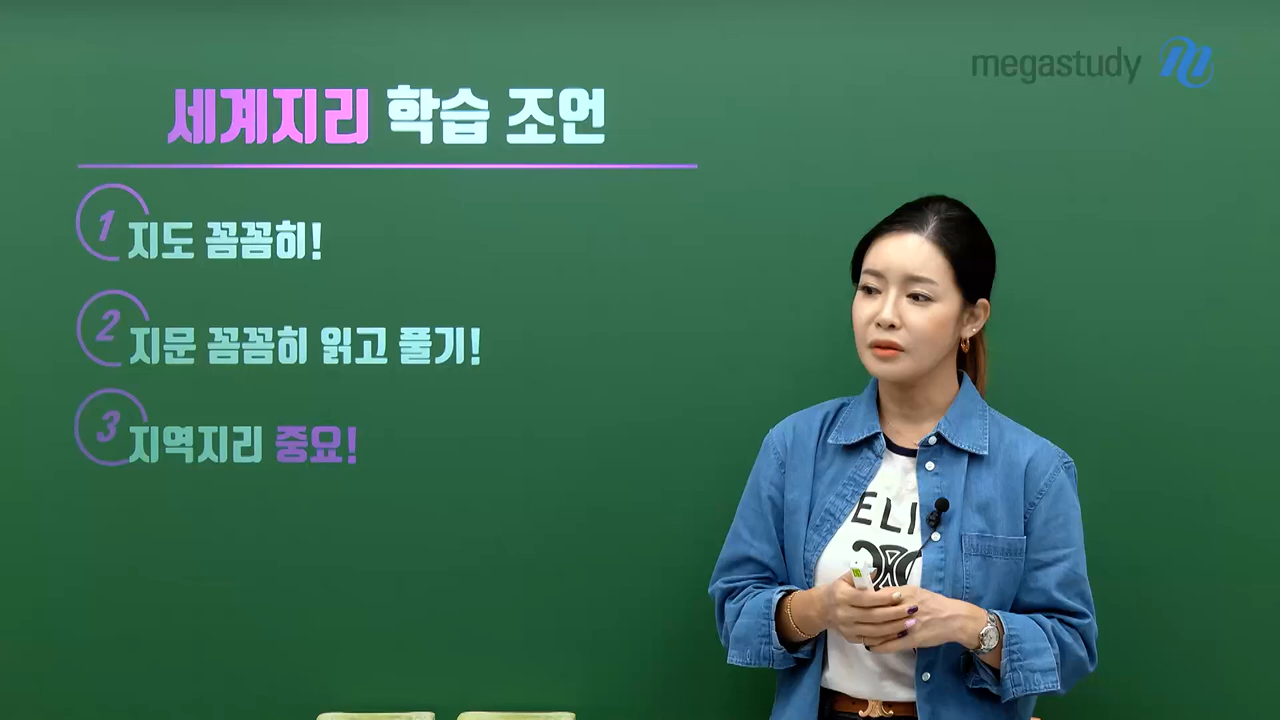 megastudy
세계지리 학습 조언
1 지도 꼼꼼히!
2 지문 꼼꼼히 읽고 풀기!
3 지역지리 중요!
ELI